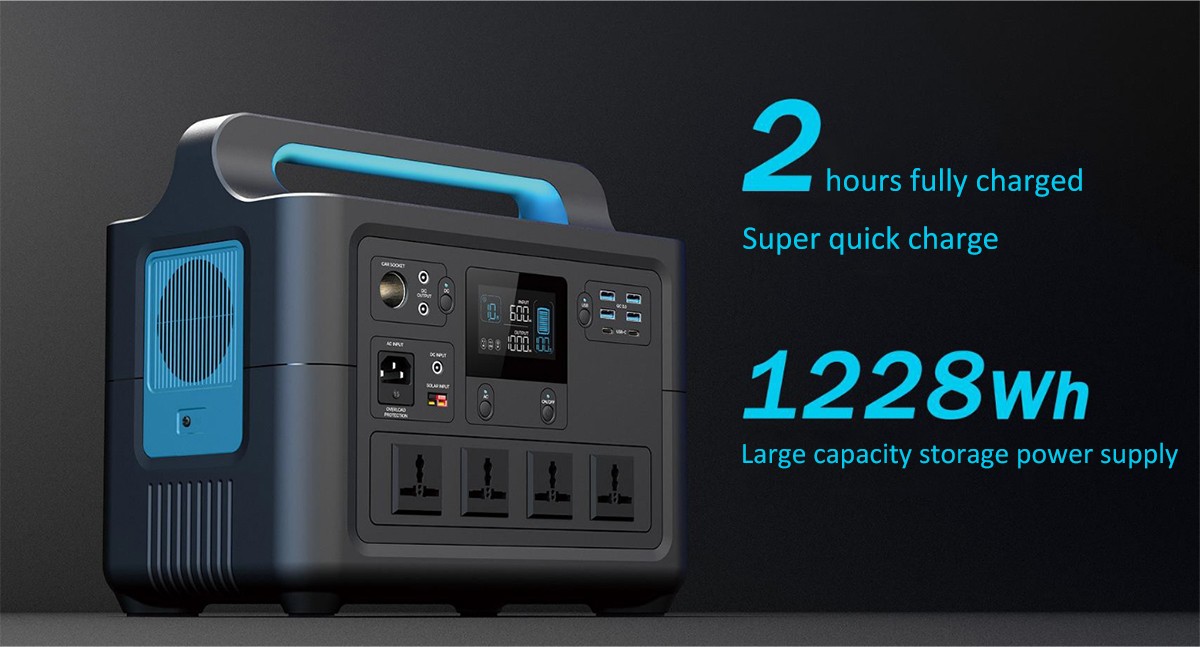 2 hours fully charged
Super quick charge
1228Wh
Large capacity storage power supply
CAR SOCKET
DC OUTPUT
DC
INPUT
600
OUTPUT
1000
100
USB
QC 3.0
USB-C
AC INPUT
DC INPUT
SOLAR INPUT
15
OVERLOAD
PROTECTION
AC
ON/OFF